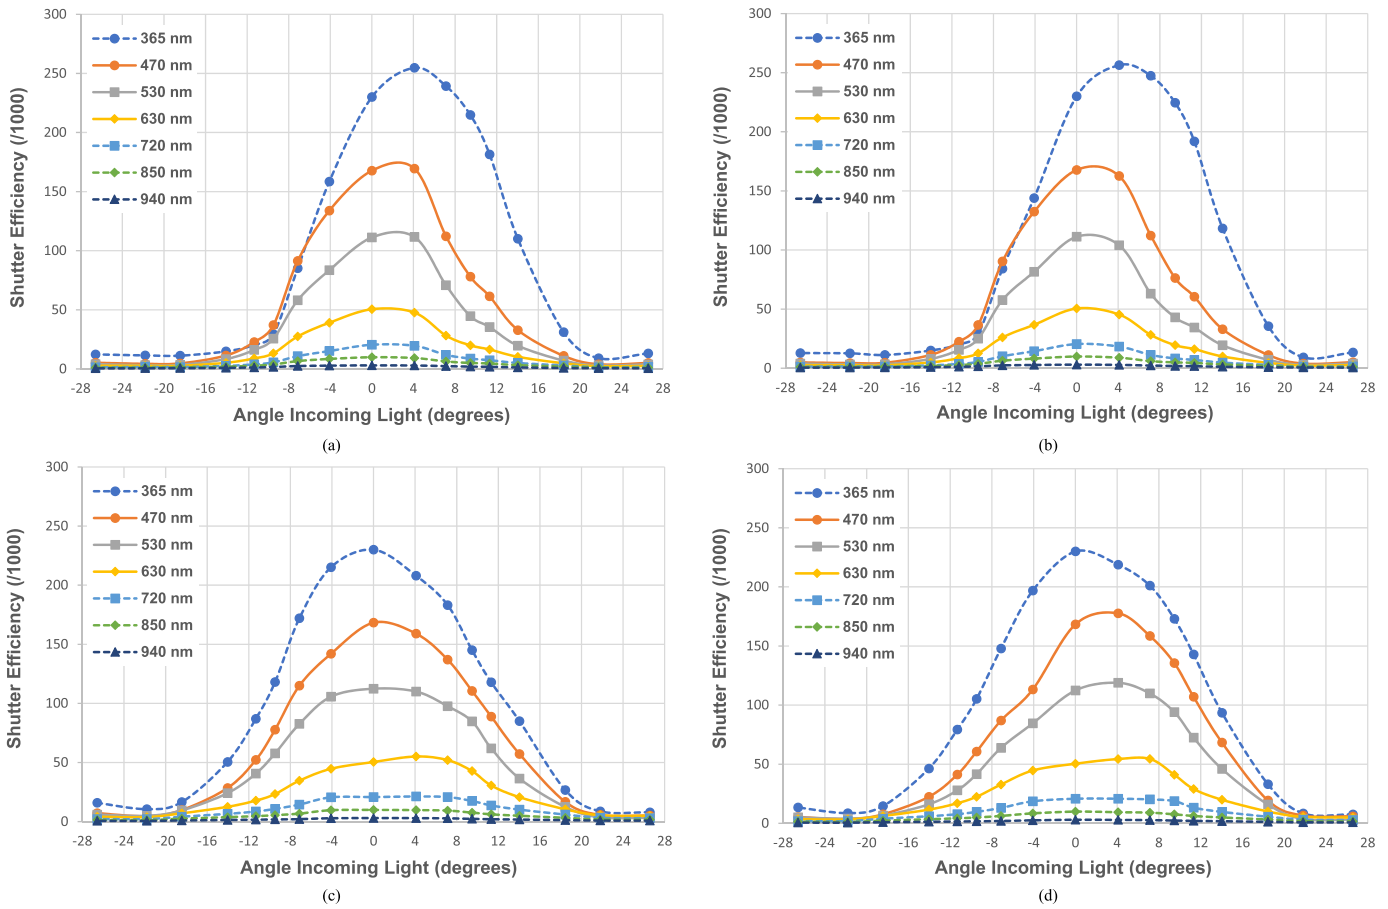 300
250
200
150
100
50
0
Shutter Efficiency (/1000)
365 nm
470 nm
530 nm
630 nm
720 nm
850 nm
940 nm
-28 -24 -20 -16 -12 -8 -4 0 4 8 12 16 20 24 28
Angle Incoming Light (degrees)
(a)
300
250
200
150
100
50
0
Shutter Efficiency (/1000)
365 nm
470 nm
530 nm
630 nm
720 nm
850 nm
940 nm
-28 -24 -20 -16 -12 -8 -4 0 4 8 12 16 20 24 28
Angle Incoming Light (degrees)
(b)
300
250
200
150
100
50
0
Shutter Efficiency (/1000)
365 nm
470 nm
530 nm
630 nm
720 nm
850 nm
940 nm
-28 -24 -20 -16 -12 -8 -4 0 4 8 12 16 20 24 28
Angle Incoming Light (degrees)
(c)
300
250
200
150
100
50
0
Shutter Efficiency (/1000)
365 nm
470 nm
530 nm
630 nm
720 nm
850 nm
940 nm
-28 -24 -20 -16 -12 -8 -4 0 4 8 12 16 20 24 28
Angle Incoming Light (degrees)
(d)